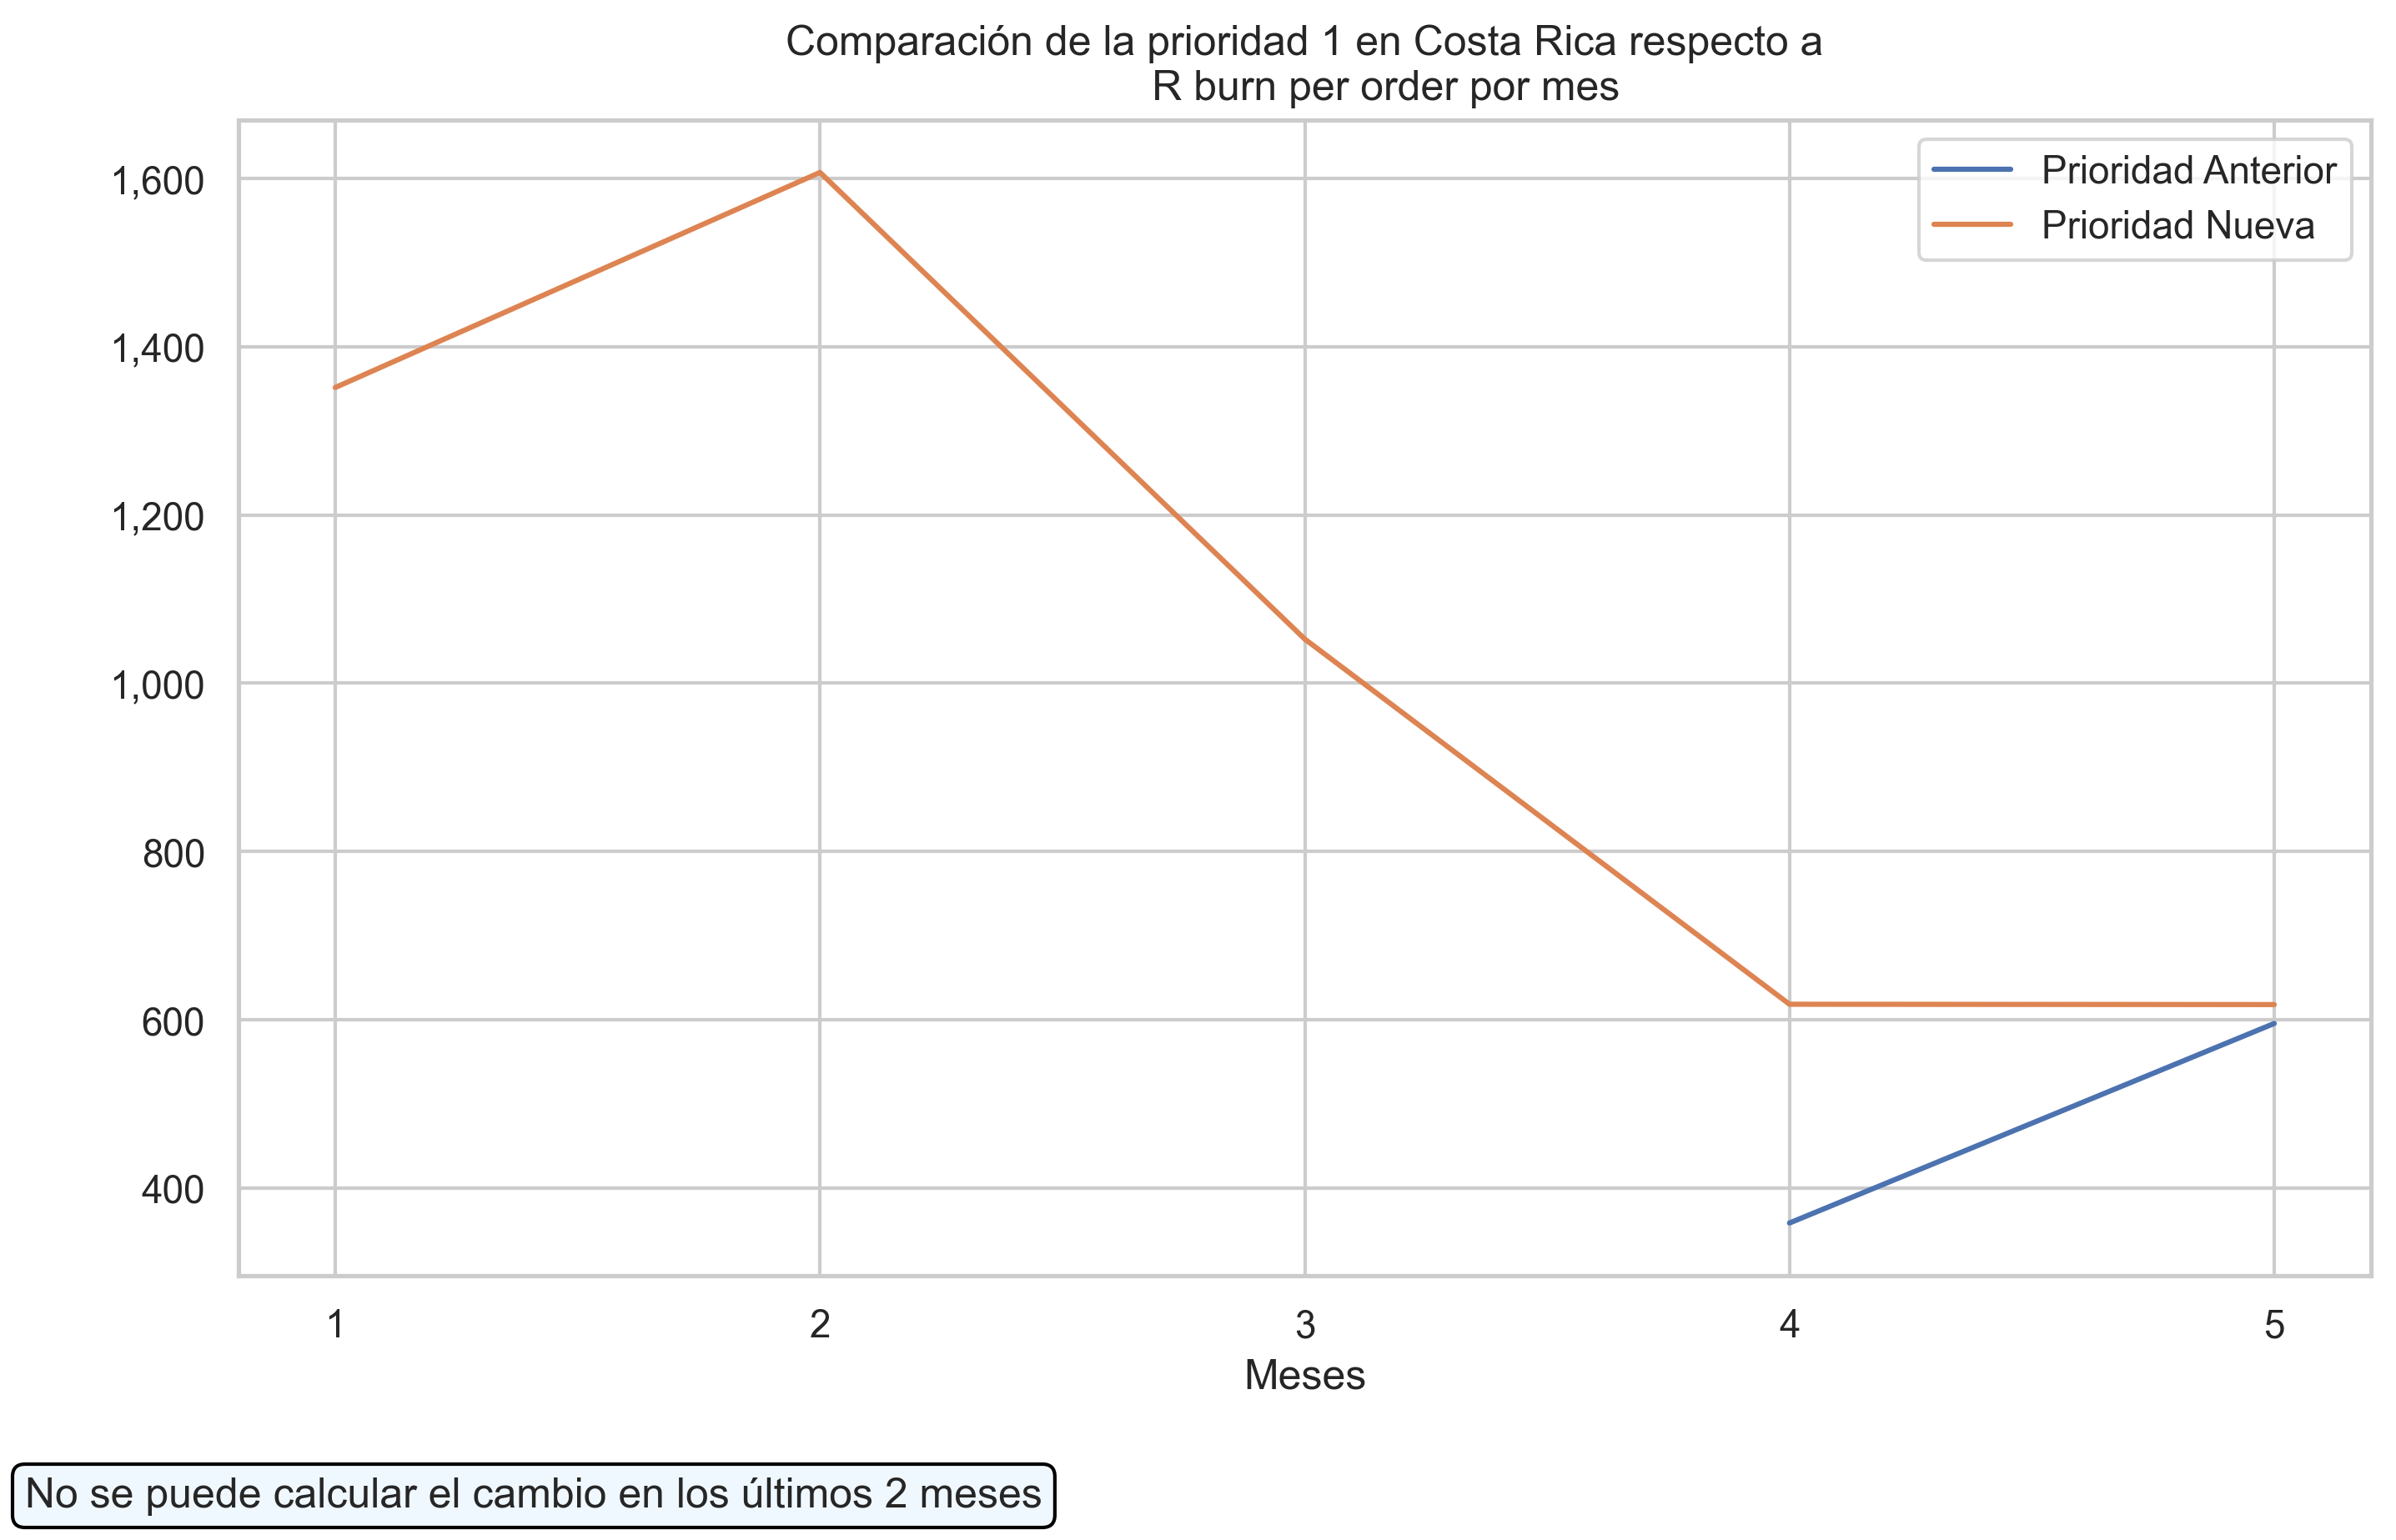 Comparación de la prioridad 1 en Costa Rica respecto a
R burn per order por mes
Prioridad Anterior
Prioridad Nueva
1,600
1,400
1,200
1,000
800
600
400
1 2 3 4 5
Meses
No se puede calcular el cambio en los últimos 2 meses